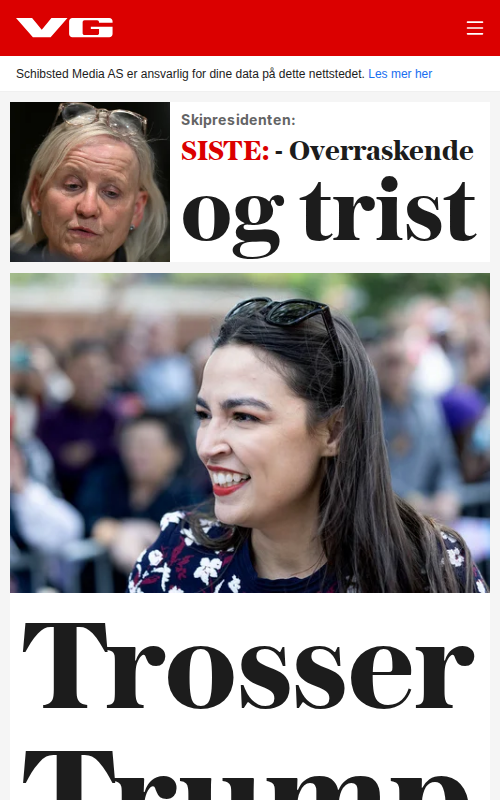 VG
Schibsted Media AS er ansvarlig for dine data på dette nettstedet. Les mer her
Skipresidenten:
SISTE: - Overraskende
og trist
Trosser
Trump